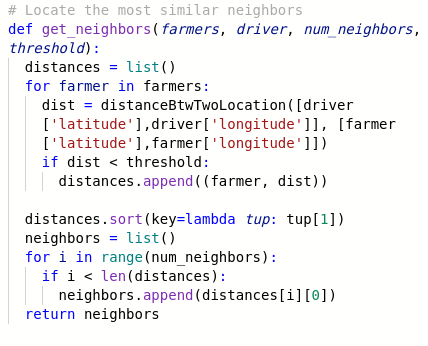 # Locate the most similar neighbors
def get_neighbors(farmers, driver, num_neighbors,
threshold):
  distances = list()
  for farmer in farmers:
    dist = distanceBtwTwoLocation([driver
    ['latitude'],driver['longitude']], [farmer
    ['latitude'],farmer['longitude']])
    if dist < threshold:
      distances.append((farmer, dist))

  distances.sort(key=lambda tup: tup[1])
  neighbors = list()
  for i in range(num_neighbors):
    if i < len(distances):
      neighbors.append(distances[i][0])
  return neighbors